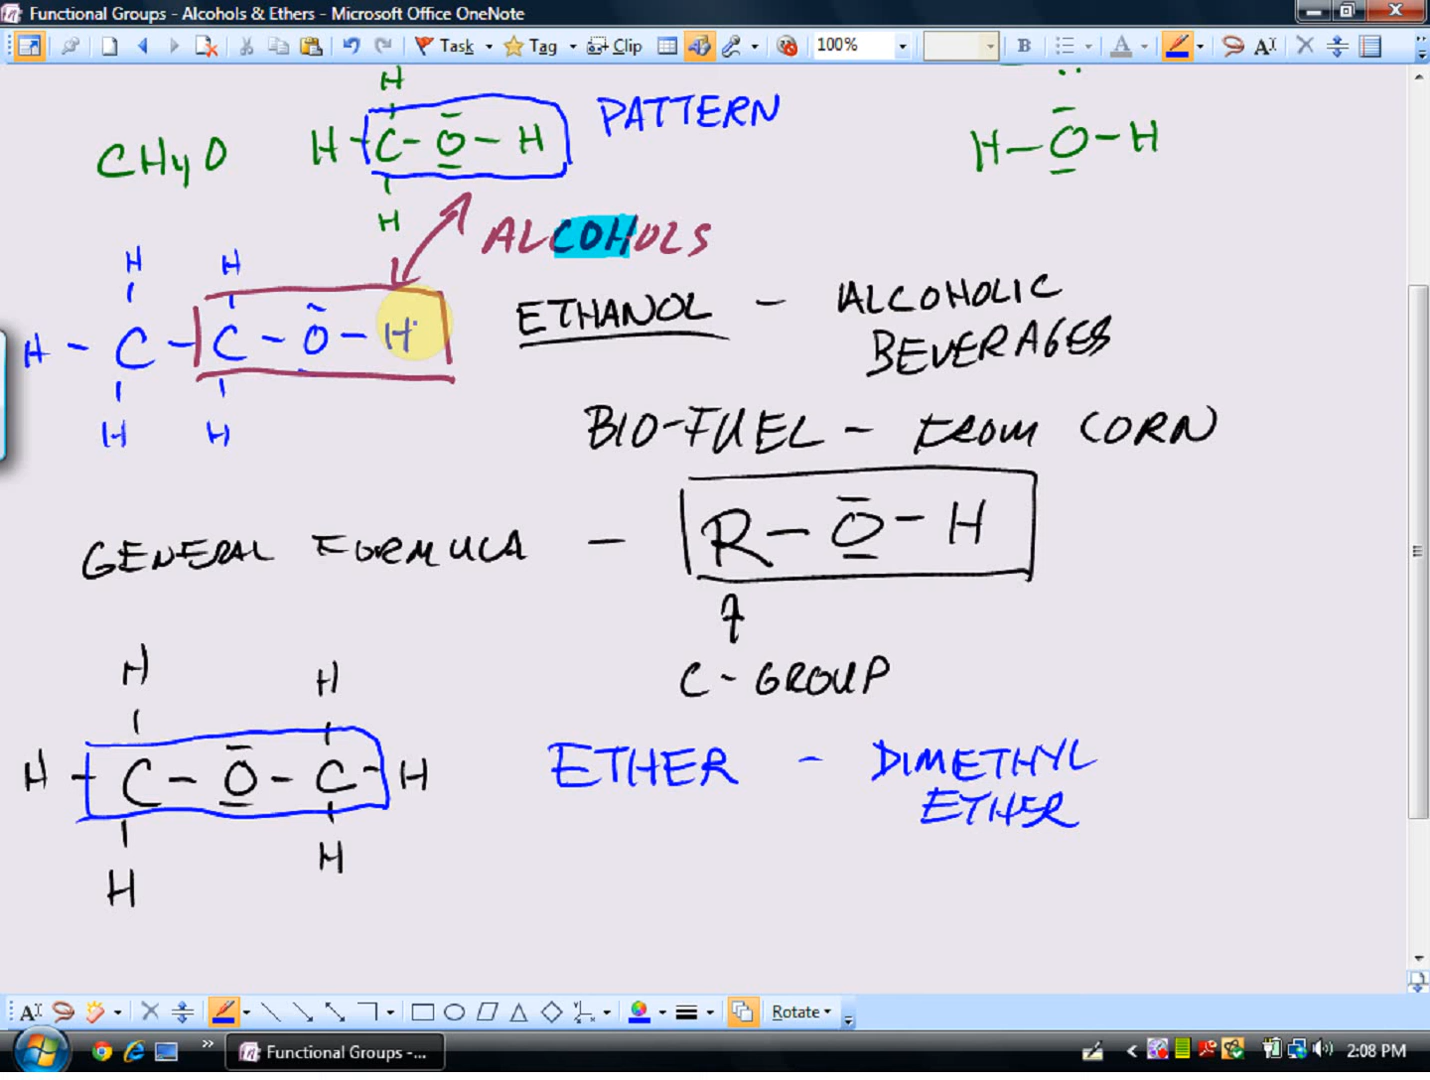 Functional Groups - Alcohols & Ethers - Microsoft Office OneNote
Task Tag Clip 100% B A A
H
CH4O H - C - O - H PATTERN H - O - H
H
ALCOHOLS
H H
H - C - C - O - H ETHANOL - ALCOHOLIC
BEVERAGES
H H
BIO-FUEL - FROM CORN
GENERAL FORMULA - R - O - H
C - GROUP
H H
H - C - O - C - H ETHER - DIMETHYL
ETHER
H H
A Rotate
Functional Groups -... 2:08 PM